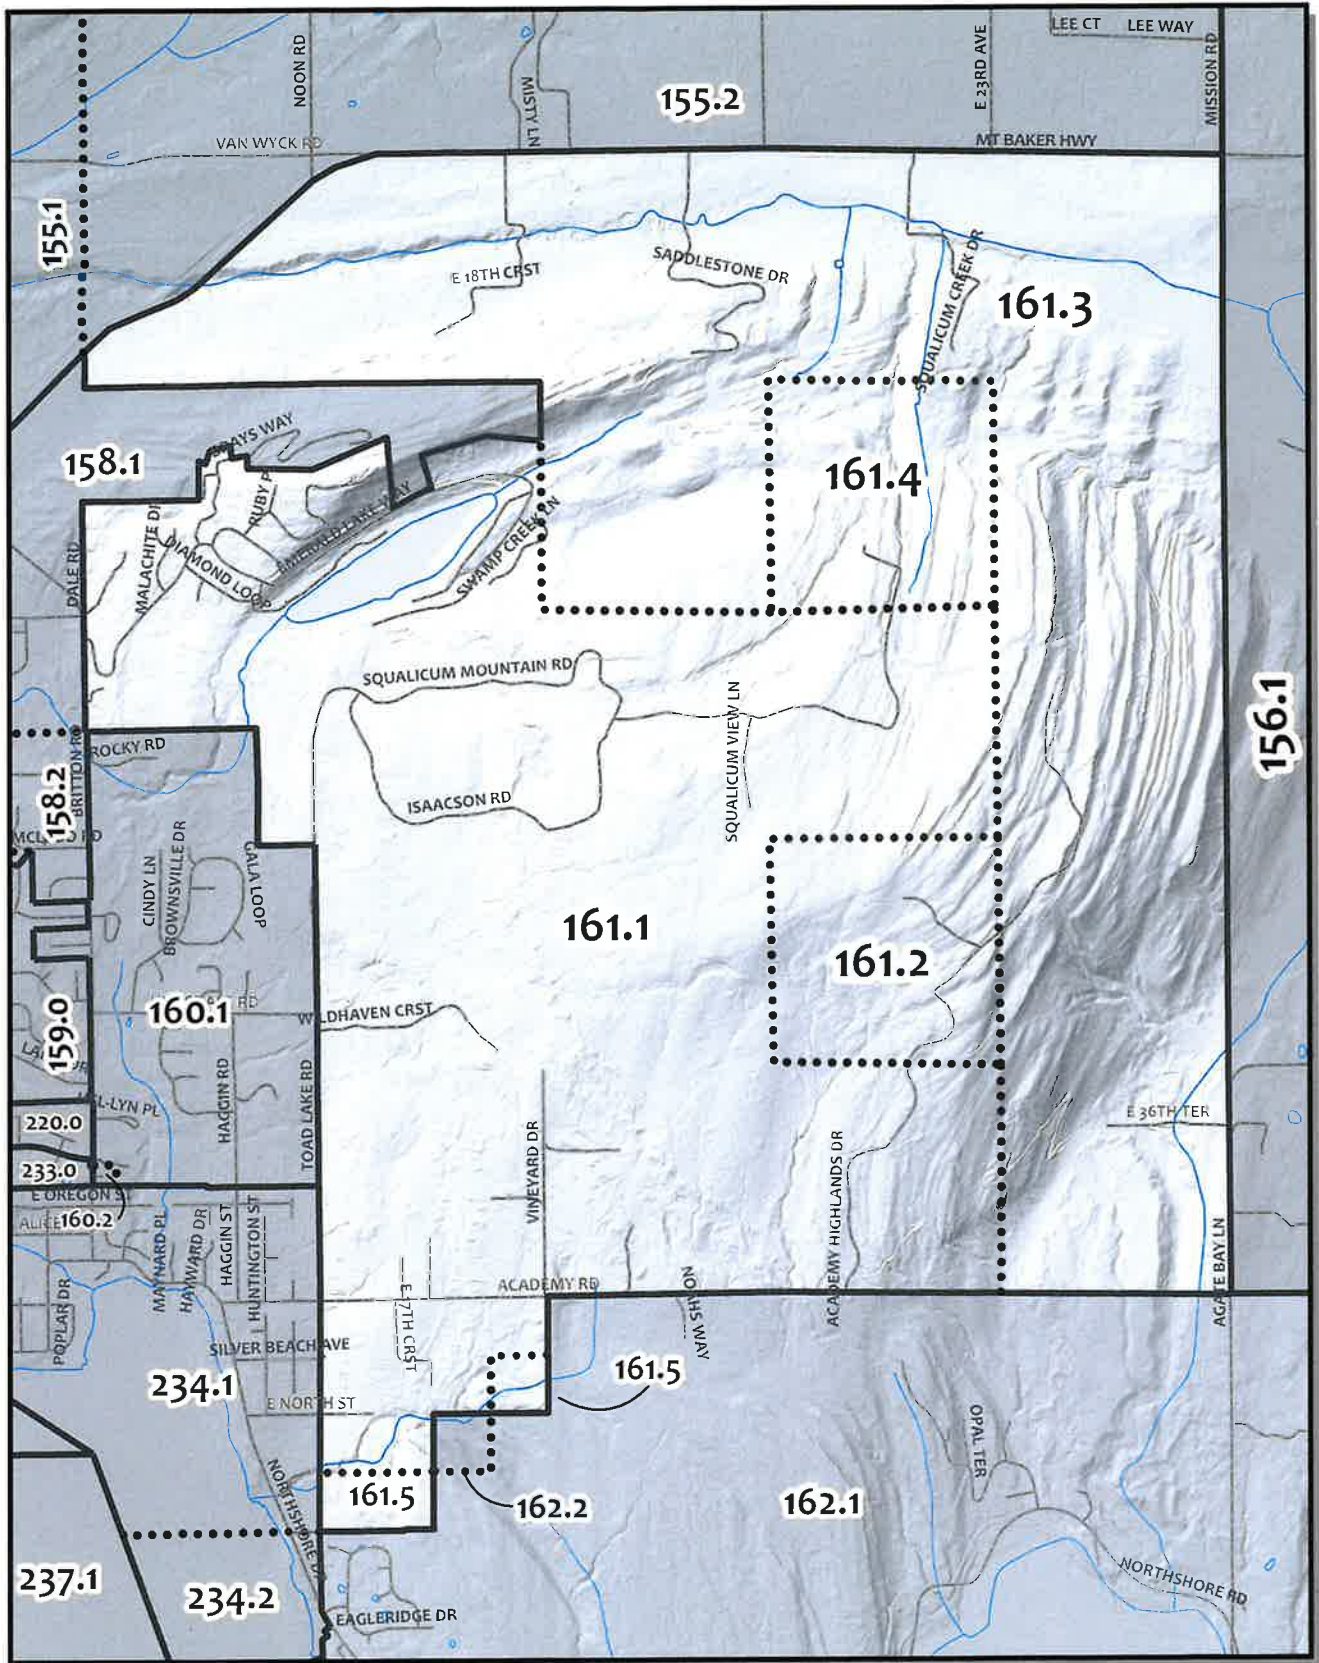 LEE CT
LEE WAY
NOON RD
MISTY LN
155.2
E 23RD AVE
MISSION RD
VAN WYCK RD
MT BAKER HWY
155.1
E 18TH CRST
SADDLESTONE DR
SQUALICUM CREEK DR
161.3
158.1
RUBY P
161.4
EMERALD LAKE WAY
SWAMP CREEK LN
MALACHITE DR
DIAMOND LOOP
DALE RD
SQUALICUM MOUNTAIN RD
SQUALICUM VIEW LN
156.1
ROCKY RD
BRITTON RD
158.2
ISAACSON RD
CINDY LN
BROWNSVILLE DR
GALA LOOP
161.1
161.2
160.1
RD
WILDHAVEN CRST
159.0
HAGGIN RD
TOAD LAKE RD
220.0
233.0
E 36TH TER
VINEYARD DR
ACADEMY HIGHLANDS DR
E OREGON ST
160.2
MAYNARD PL
HAYWARD DR
HAGGIN ST
HUNTINGTON ST
AGATE BAY LN
ACADEMY RD
E 17TH CRST
NOAHS WAY
POPLAR DR
SILVER BEACH AVE
161.5
234.1
E NORTH ST
OPAL TER
161.5
162.2
162.1
NORTHSHORE DR
237.1
234.2
EAGLERIDGE DR
NORTHSHORE RD